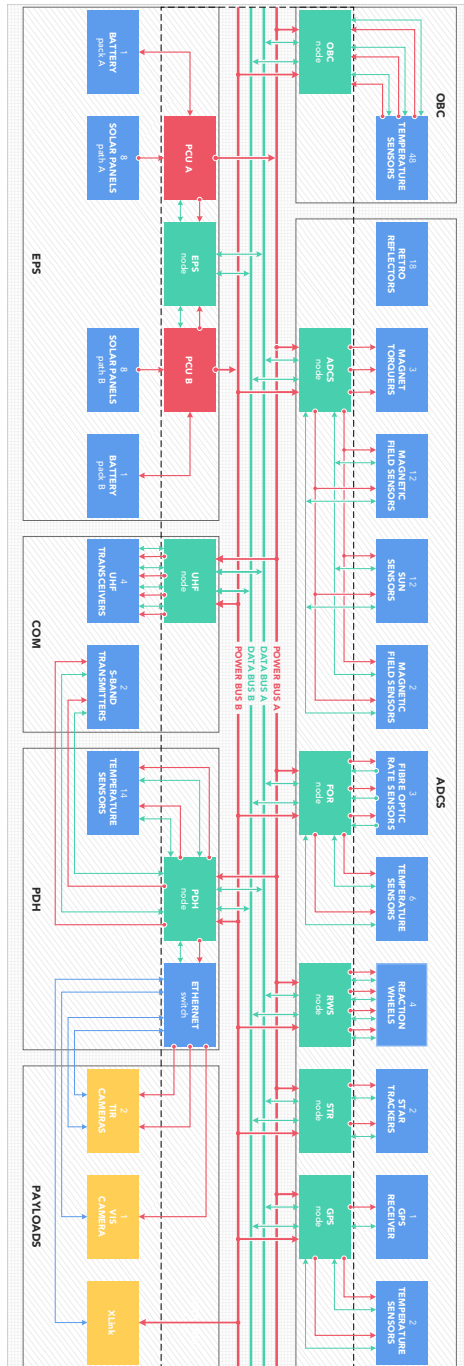 OBC
ADCS
48
TEMPERATURE
SENSORS
18
RETRO
REFLECTORS
3
MAGNET
TORQUERS
12
MAGNETIC
FIELD SENSORS
12
SUN
SENSORS
2
MAGNETIC
FIELD SENSORS
3
FIBRE OPTIC
RATE SENSORS
6
TEMPERATURE
SENSORS
4
REACTION
WHEELS
2
STAR
TRACKERS
1
GPS
RECEIVER
2
TEMPERATURE
SENSORS
OBC
node
ADCS
node
FOR
node
RWS
node
STR
node
GPS
node
POWER BUS A
DATA BUS A
DATA BUS B
POWER BUS B
PCU A
EPS
node
PCU B
UHF
node
PDH
node
ETHERNET
switch
1
BATTERY
pack A
8
SOLAR PANELS
path A
8
SOLAR PANELS
path B
1
BATTERY
pack B
4
UHF
TRANSCEIVERS
2
S-BAND
TRANSMITTERS
14
TEMPERATURE
SENSORS
2
TIR
CAMERAS
1
VIS
CAMERA
XLink
EPS
COM
PDH
PAYLOADS